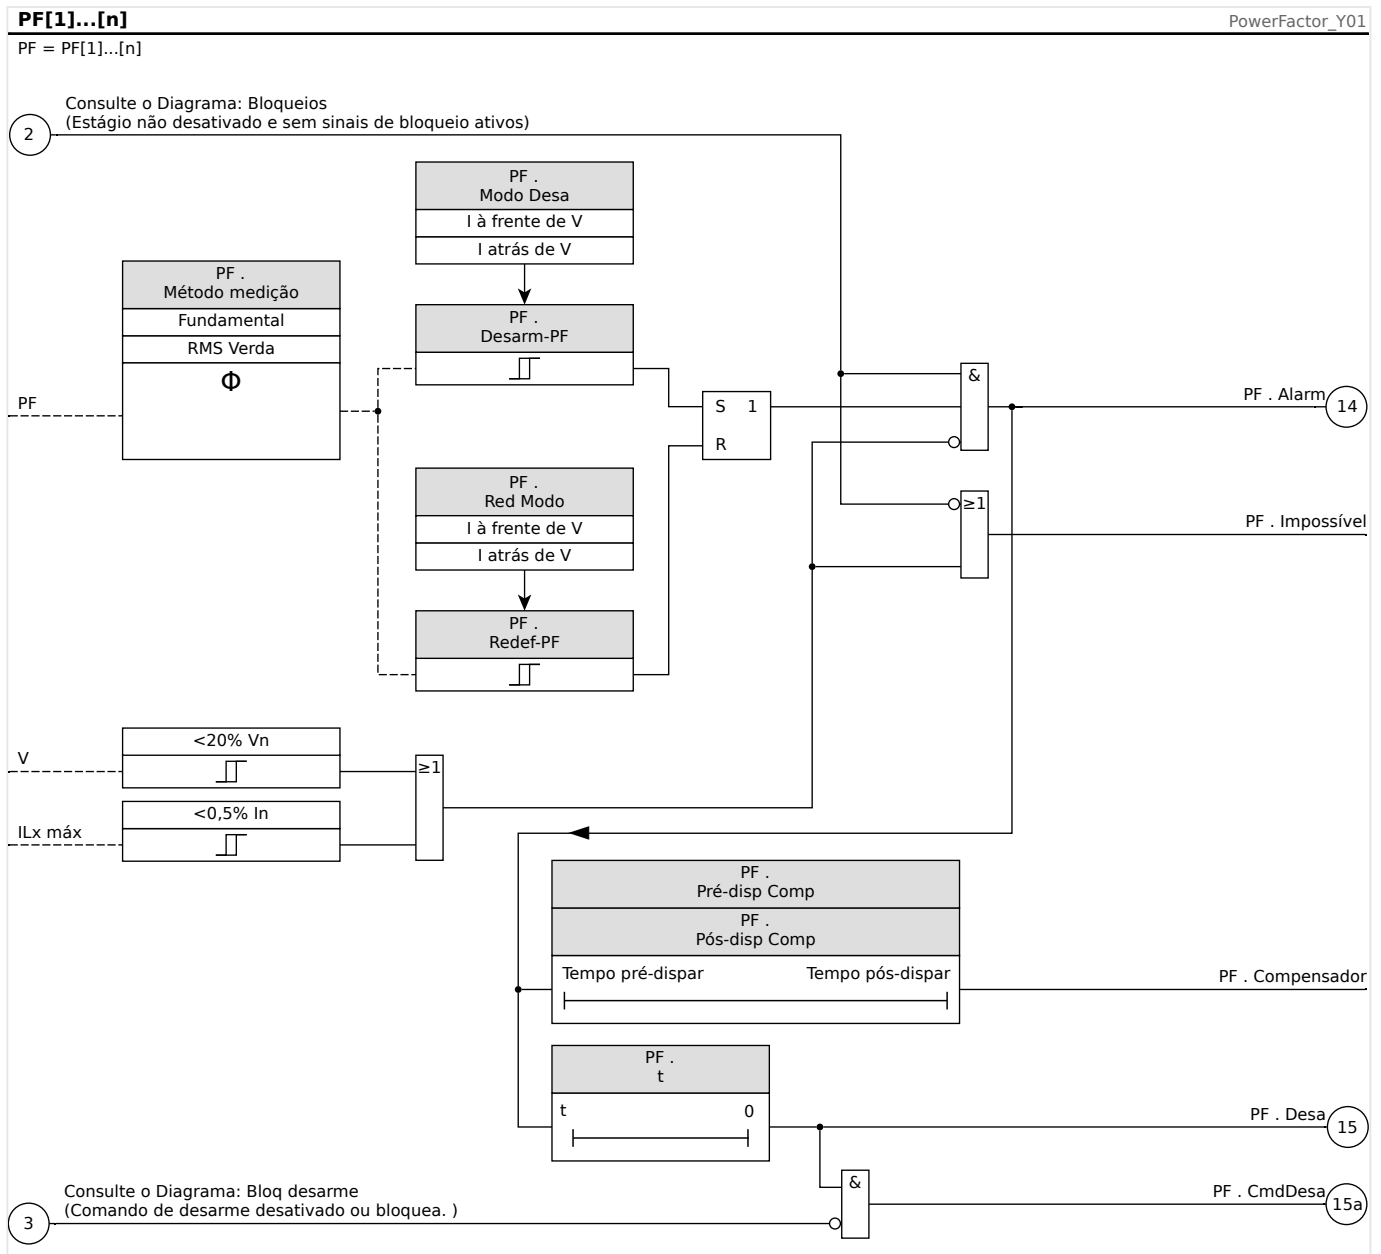 PF[1]...[n]
PowerFactor_Y01
PF = PF[1]...[n]
Consulte o Diagrama: Bloqueios
(Estágio não desativado e sem sinais de bloqueio ativos)
2
PF .
Modo Desa
I à frente de V
I atrás de V
PF .
Método medição
Fundamental
RMS Verda
Φ
PF
PF .
Desarm-PF
S 1
R
&
PF . Alarm
14
PF .
Red Modo
I à frente de V
I atrás de V
≥1
PF . Impossível
PF .
Redef-PF
V
<20% Vn
≥1
ILx máx
<0,5% In
PF .
Pré-disp Comp
PF .
Pós-disp Comp
Tempo pré-dispar
Tempo pós-dispar
PF . Compensador
PF .
t
t 0
PF . Desa
15
&
PF . CmdDesa
15a
Consulte o Diagrama: Bloq desarme
(Comando de desarme desativado ou bloquea. )
3